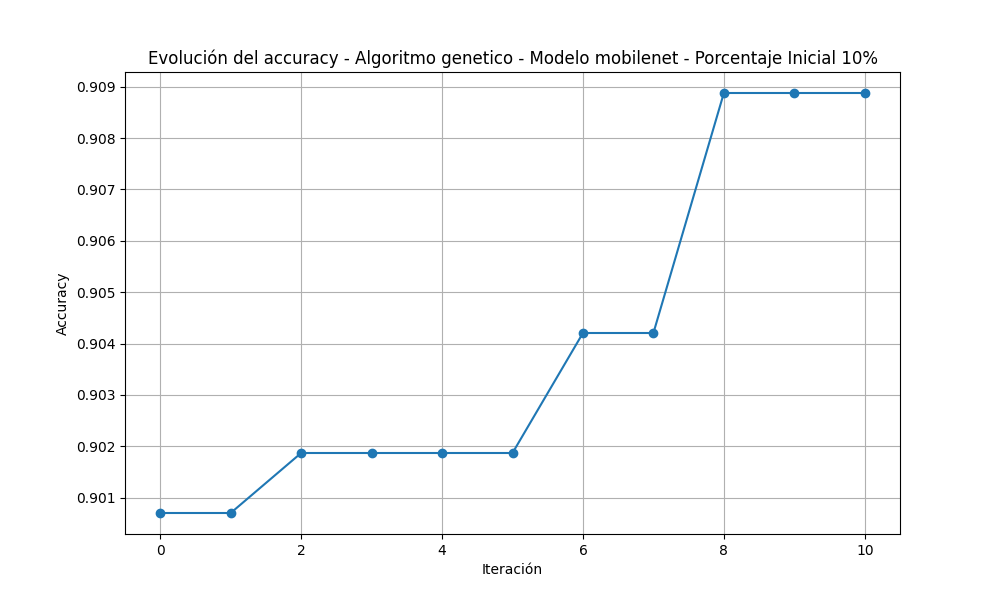 Evolución del accuracy - Algoritmo genetico - Modelo mobilenet - Porcentaje Inicial 10%
0.909
0.908
0.907
0.906
0.905
0.904
0.903
0.902
0.901
Accuracy
0 2 4 6 8 10
Iteración